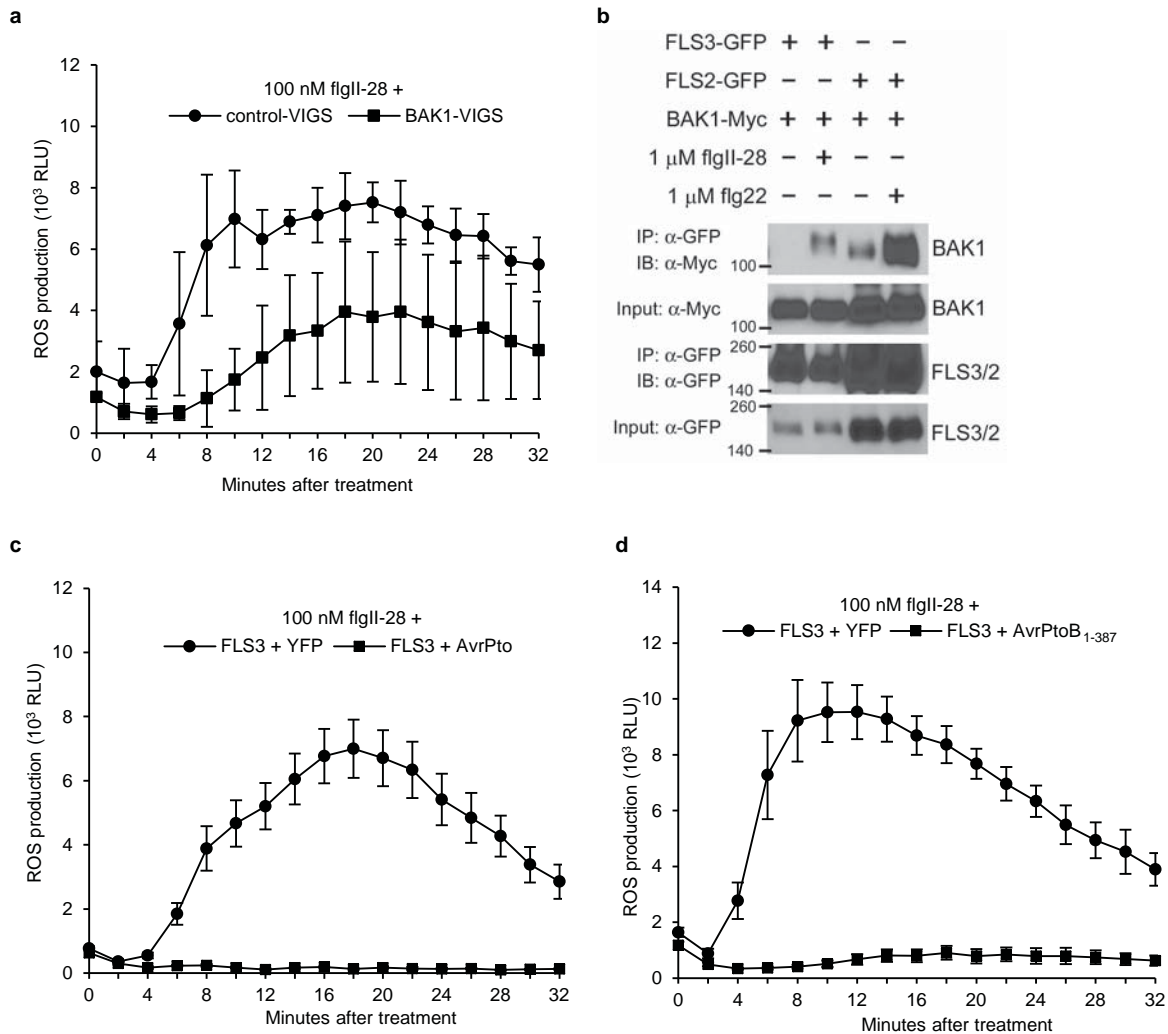 a
100 nM flgII-28 +
control-VIGS BAK1-VIGS
ROS production (10³ RLU)
12
10
8
6
4
2
0
0 4 8 12 16 20 24 28 32
Minutes after treatment
b
FLS3-GFP + + – –
FLS2-GFP – – + +
BAK1-Myc + + + +
1 μM flgII-28 – + – –
1 μM flg22 – – – +
IP: α-GFP
IB: α-Myc
100
BAK1
Input: α-Myc
100
BAK1
IP: α-GFP
IB: α-GFP
260
140
FLS3/2
Input: α-GFP
260
140
FLS3/2
c
100 nM flgII-28 +
FLS3 + YFP FLS3 + AvrPto
ROS production (10³ RLU)
12
10
8
6
4
2
0
0 4 8 12 16 20 24 28 32
Minutes after treatment
d
100 nM flgII-28 +
FLS3 + YFP FLS3 + AvrPtoB₁₋₃₈₇
ROS production (10³ RLU)
14
12
10
8
6
4
2
0
0 4 8 12 16 20 24 28 32
Minutes after treatment